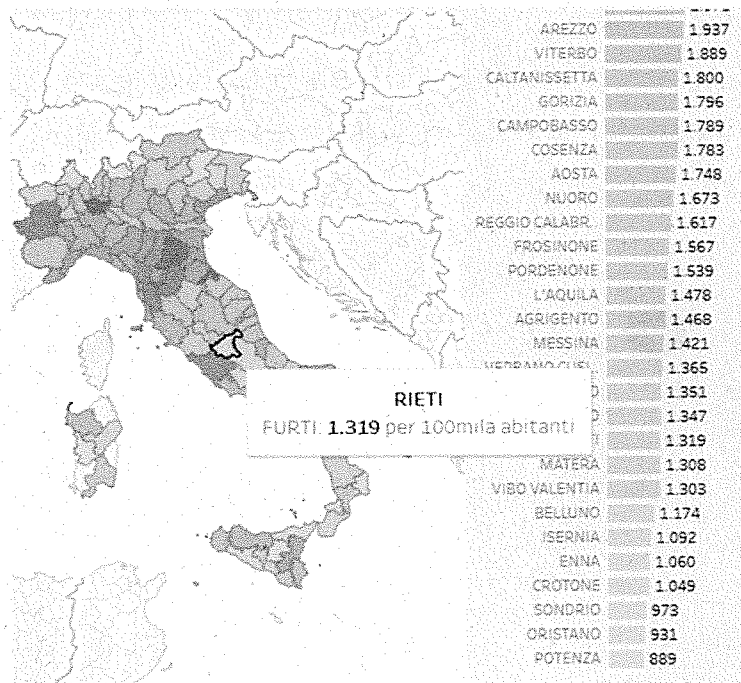 AREZZO 1.937
VITERBO 1.889
CALTANISSETTA 1.800
GORIZIA 1.796
CAMPOBASSO 1.789
COSENZA 1.783
AOSTA 1.748
NUORO 1.673
REGGIO CALABR. 1.617
FROSINONE 1.567
PORDENONE 1.539
L'AQUILA 1.478
AGRIGENTO 1.468
MESSINA 1.421
1.365
RIETI
FURTI: 1.319 per 100mila abitanti
O 1.351
O 1.347
I 1.319
MATERA 1.308
VIBO VALENTIA 1.303
BELLUNO 1.174
ISERNIA 1.092
ENNA 1.060
CROTONE 1.049
SONDRIO 973
ORISTANO 931
POTENZA 889